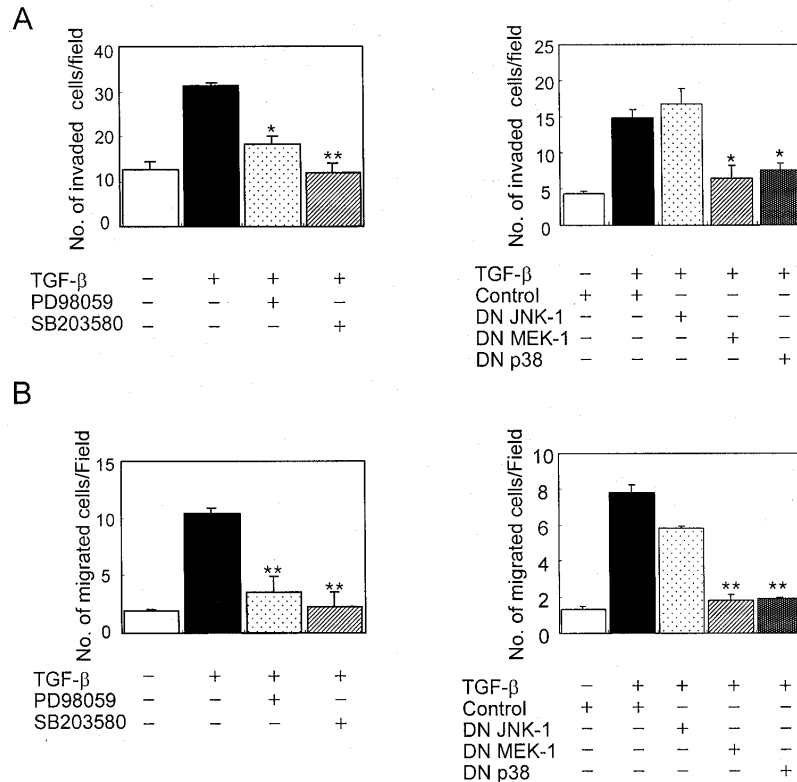 A
No. of invaded cells/field
40
30
20
10
0
TGF-β – + + +
PD98059 – – + –
SB203580 – – – +
* **
No. of invaded cells/field
25
20
15
10
5
0
* *
TGF-β – + + + +
Control + + – – –
DN JNK-1 – – + – –
DN MEK-1 – – – + –
DN p38 – – – – +
B
No. of migrated cells/Field
15
10
5
0
** **
TGF-β – + + +
PD98059 – – + –
SB203580 – – – +
No. of migrated cells/Field
10
8
6
4
2
0
** **
TGF-β – + + + +
Control + + – – –
DN JNK-1 – – + – –
DN MEK-1 – – – + –
DN p38 – – – – +